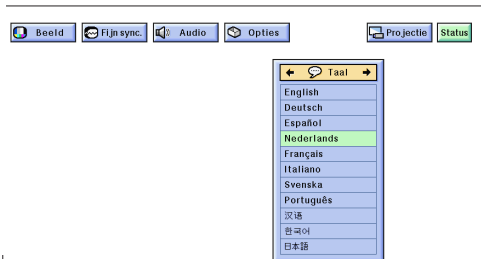 Beeld Fijn sync. Audio Opties Projectie Status
Taal
English
Deutsch
Español
Nederlands
Français
Italiano
Svenska
Português
汉语
한국어
日本語